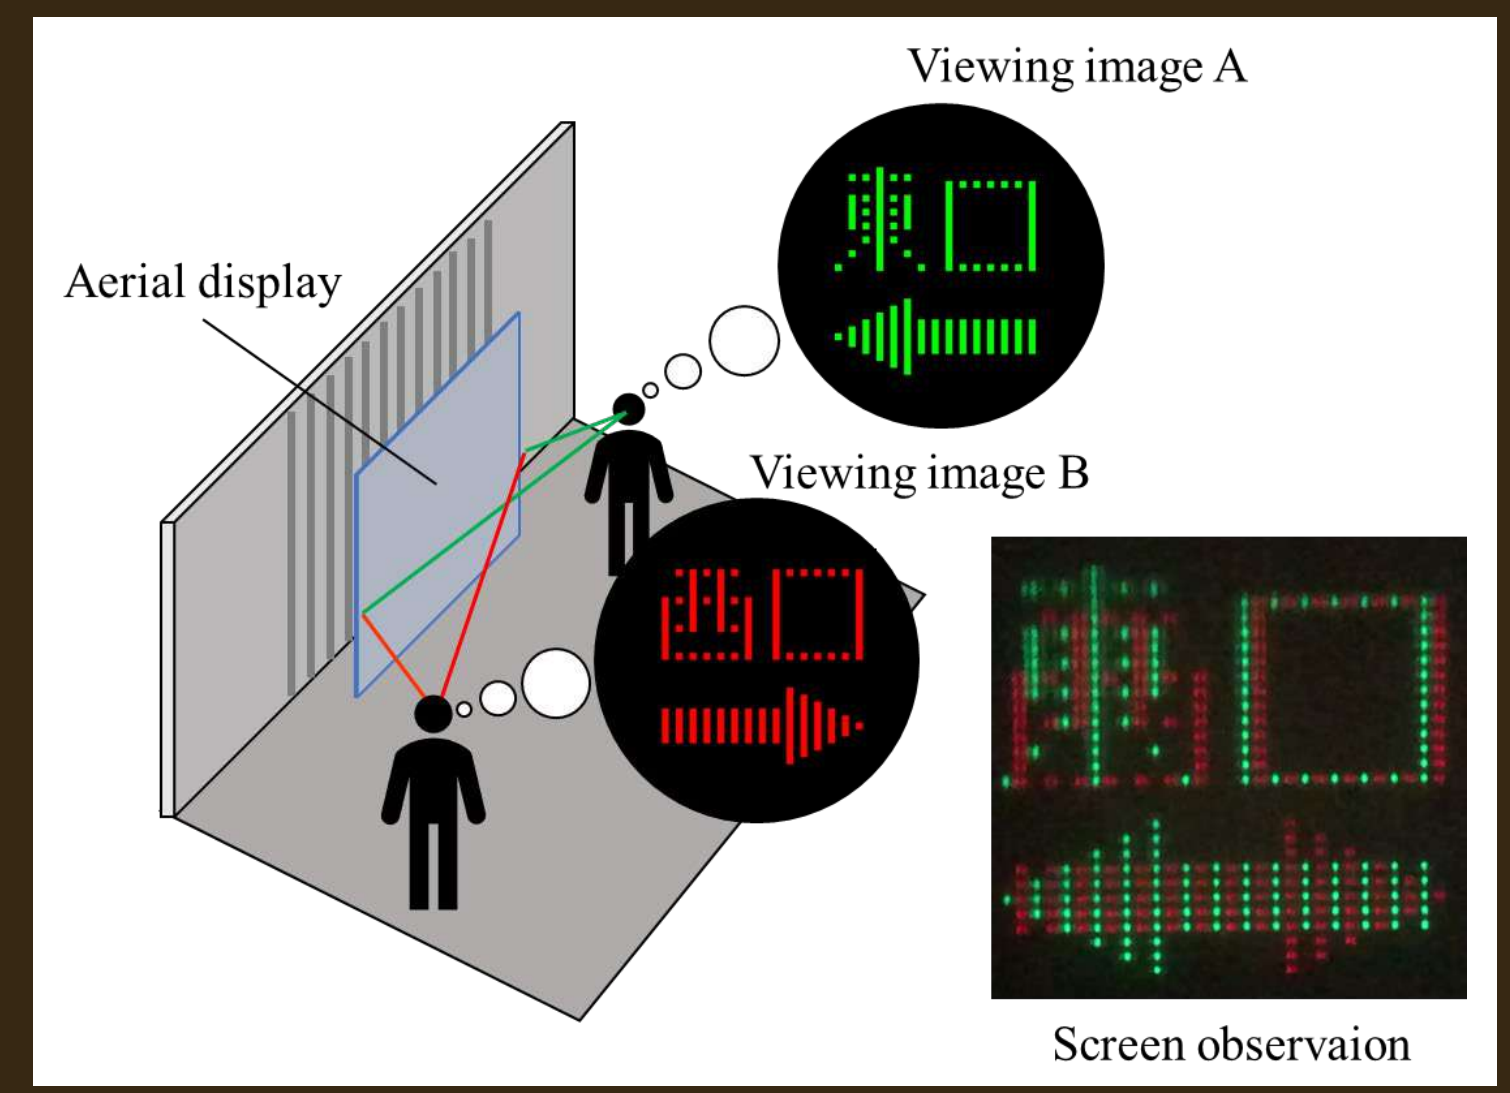 Viewing image A
東口
Aerial display
Viewing image B
西口
Screen observaion